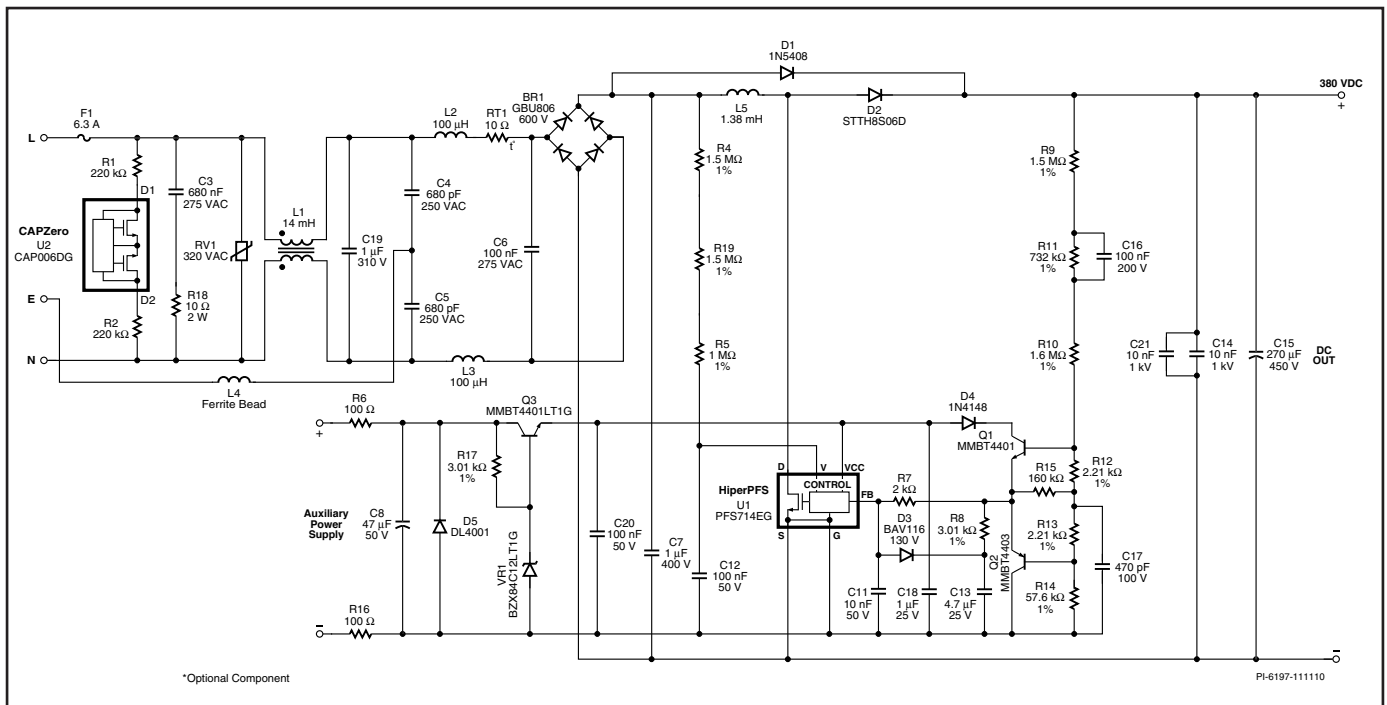 D1
1N5408
BR1
GBU806
600 V
L5
1.38 mH
D2
STTH8S06D
380 VDC
+
F1
6.3 A
L
L2
100 µH
RT1
10 Ω
t°
R1
220 kΩ
D1
C3
680 nF
275 VAC
CAPZero
U2
CAP006DG
RV1
320 VAC
L1
14 mH
C19
1 µF
310 V
C4
680 pF
250 VAC
C6
100 nF
275 VAC
R4
1.5 MΩ
1%
R19
1.5 MΩ
1%
R9
1.5 MΩ
1%
R11
732 kΩ
1%
C16
100 nF
200 V
D2
E
R18
10 Ω
2 W
R2
220 kΩ
N
C5
680 pF
250 VAC
L3
100 µH
L4
Ferrite Bead
R5
1 MΩ
1%
R10
1.6 MΩ
1%
C21
10 nF
1 kV
C14
10 nF
1 kV
C15
270 µF
450 V
DC
OUT
R6
100 Ω
+
Q3
MMBT4401LT1G
D4
1N4148
Q1
MMBT4401
R17
3.01 kΩ
1%
D
V
VCC
CONTROL
HiperPFS
U1
PFS714EG
FB
S
G
R7
2 kΩ
R15
160 kΩ
R12
2.21 kΩ
1%
Auxiliary
Power
Supply
C8
47 µF
50 V
D5
DL4001
VR1
BZX84C12LT1G
C20
100 nF
50 V
C7
1 µF
400 V
C12
100 nF
50 V
D3
BAV116
130 V
R8
3.01 kΩ
1%
Q2
MMBT4403
R13
2.21 kΩ
1%
C17
470 pF
100 V
C11
10 nF
50 V
C18
1 µF
25 V
C13
4.7 µF
25 V
R14
57.6 kΩ
1%
R16
100 Ω
–
–
*Optional Component
PI-6197-111110